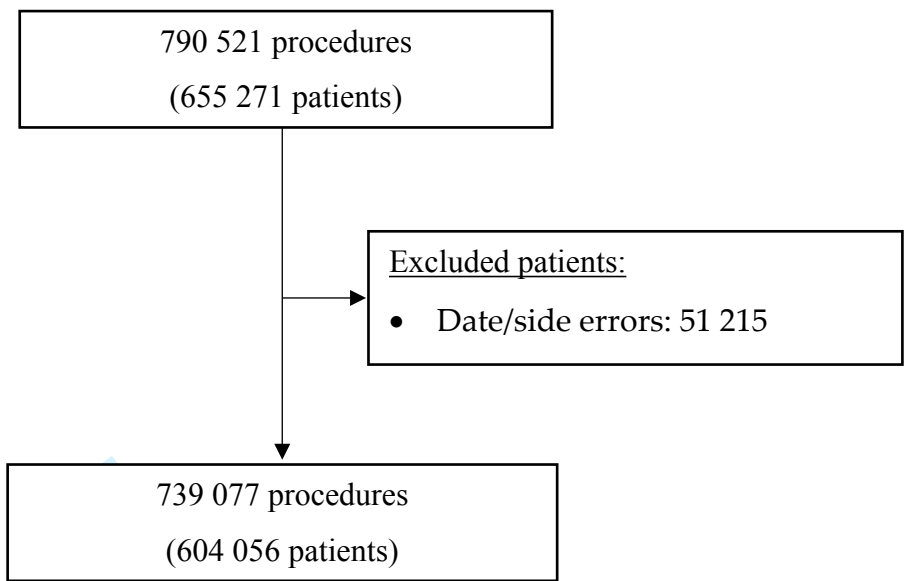 790 521 procedures
(655 271 patients)
Excluded patients:
• Date/side errors: 51 215
739 077 procedures
(604 056 patients)